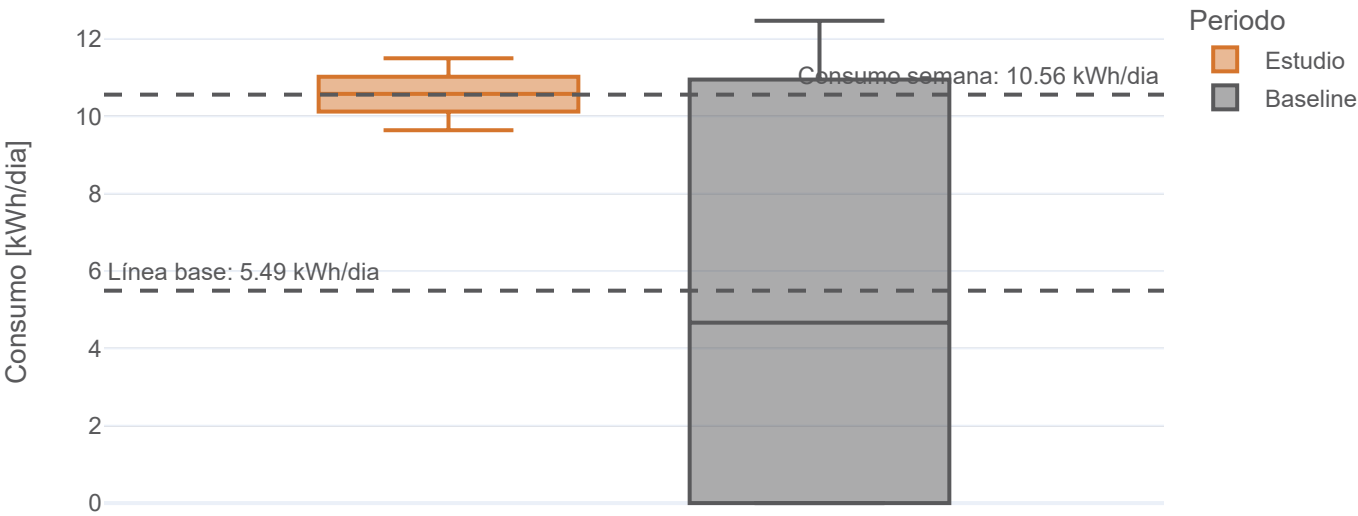 Consumo [kWh/dia]
12
10
8
6
4
2
0
Consumo semana: 10.56 kWh/dia
Línea base: 5.49 kWh/dia
Periodo
Estudio
Baseline